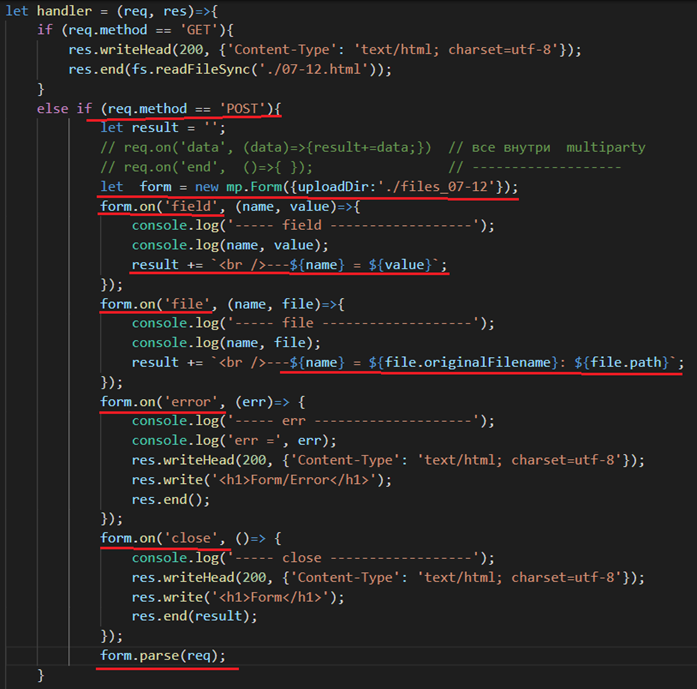 let handler = (req, res)=>{
    if (req.method == 'GET'){
        res.writeHead(200, {'Content-Type': 'text/html; charset=utf-8'});
        res.end(fs.readFileSync('./07-12.html'));
    }
    else if (req.method == 'POST'){
            let result = '';
            // req.on('data', (data)=>{result+=data;})  // все внутри  multiparty
            // req.on('end',  ()=>{ });                 // -------------------
            let  form = new mp.Form({uploadDir:'./files_07-12'});
            form.on('field', (name, value)=>{
                console.log('----- field ------------------');
                console.log(name, value);
                result += `<br />---${name} = ${value}`;
            });
            form.on('file', (name, file)=>{
                console.log('----- file -------------------');
                console.log(name, file);
                result += `<br />---${name} = ${file.originalFilename}: ${file.path}`;
            });
            form.on('error', (err)=> {
                console.log('----- err --------------------');
                console.log('err =', err);
                res.writeHead(200, {'Content-Type': 'text/html; charset=utf-8'});
                res.write('<h1>Form/Error</h1>');
                res.end();
            });
            form.on('close', ()=> {
                console.log('----- close ------------------');
                res.writeHead(200, {'Content-Type': 'text/html; charset=utf-8'});
                res.write('<h1>Form</h1>');
                res.end(result);
            });
            form.parse(req);
    }